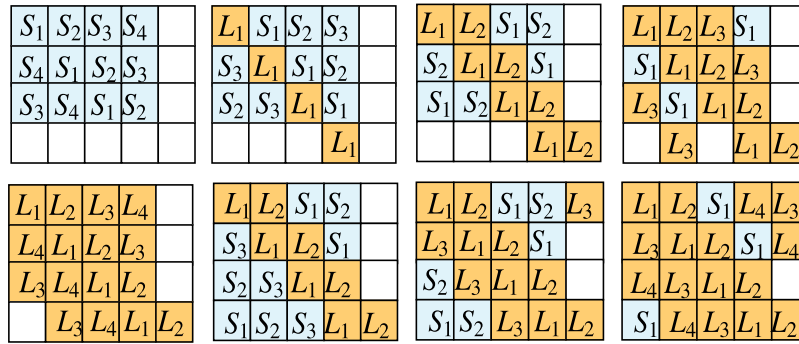 S₁ S₂ S₃ S₄
S₄ S₁ S₂ S₃
S₃ S₄ S₁ S₂
L₁ S₁ S₂ S₃
S₃ L₁ S₁ S₂
S₂ S₃ L₁ S₁
L₁
L₁ L₂ S₁ S₂
S₂ L₁ L₂ S₁
S₁ S₂ L₁ L₂
L₁ L₂
L₁ L₂ L₃ S₁
S₁ L₁ L₂ L₃
L₃ S₁ L₁ L₂
L₃ L₁ L₂
L₁ L₂ L₃ L₄
L₄ L₁ L₂ L₃
L₃ L₄ L₁ L₂
L₃ L₄ L₁ L₂
L₁ L₂ S₁ S₂
S₃ L₁ L₂ S₁
S₂ S₃ L₁ L₂
S₁ S₂ S₃ L₁ L₂
L₁ L₂ S₁ S₂ L₃
L₃ L₁ L₂ S₁
S₂ L₃ L₁ L₂
S₁ S₂ L₃ L₁ L₂
L₁ L₂ S₁ L₄ L₃
L₃ L₁ L₂ S₁ L₄
L₄ L₃ L₁ L₂
S₁ L₄ L₃ L₁ L₂